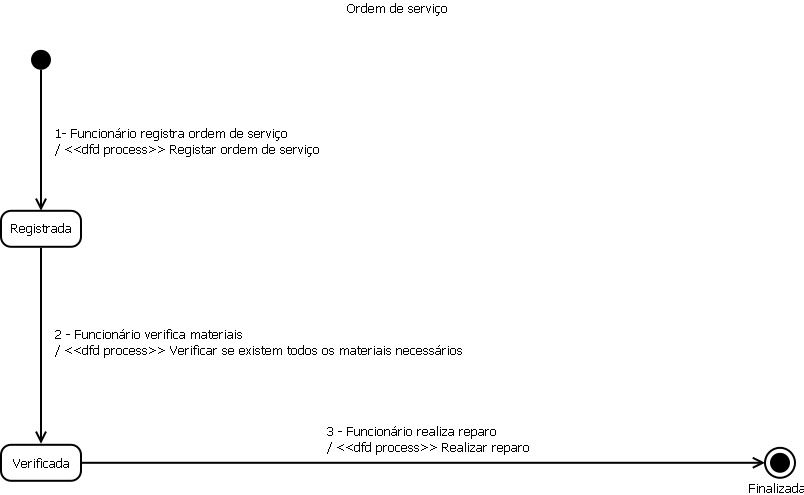 Ordem de serviço
1- Funcionário registra ordem de serviço
/ <<dfd process>> Registar ordem de serviço
Registrada
2 - Funcionário verifica materiais
/ <<dfd process>> Verificar se existem todos os materiais necessários
3 - Funcionário realiza reparo
/ <<dfd process>> Realizar reparo
Verificada
Finalizada